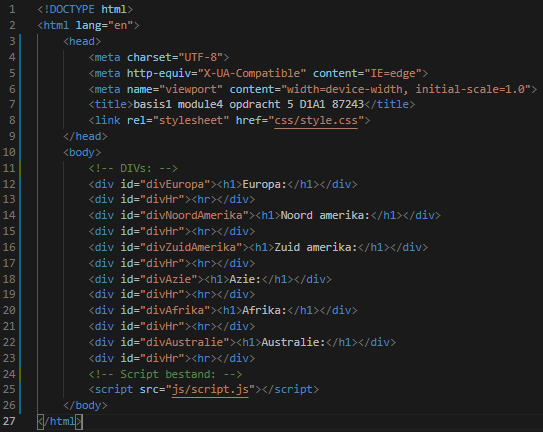 1 <!DOCTYPE html>
2 <html lang="en">
3 <head>
4 <meta charset="UTF-8">
5 <meta http-equiv="X-UA-Compatible" content="IE=edge">
6 <meta name="viewport" content="width=device-width, initial-scale=1.0">
7 <title>basis1 module4 opdracht 5 D1A1 87243</title>
8 <link rel="stylesheet" href="css/style.css">
9 </head>
10 <body>
11 <!-- DIVs: -->
12 <div id="divEuropa"><h1>Europa:</h1></div>
13 <div id="divHr"><hr></div>
14 <div id="divNoordAmerika"><h1>Noord amerika:</h1></div>
15 <div id="divHr"><hr></div>
16 <div id="divZuidAmerika"><h1>Zuid amerika:</h1></div>
17 <div id="divHr"><hr></div>
18 <div id="divAzie"><h1>Azie:</h1></div>
19 <div id="divHr"><hr></div>
20 <div id="divAfrika"><h1>Afrika:</h1></div>
21 <div id="divHr"><hr></div>
22 <div id="divAustralie"><h1>Australie:</h1></div>
23 <div id="divHr"><hr></div>
24 <!-- Script bestand: -->
25 <script src="js/script.js"></script>
26 </body>
27 </html>